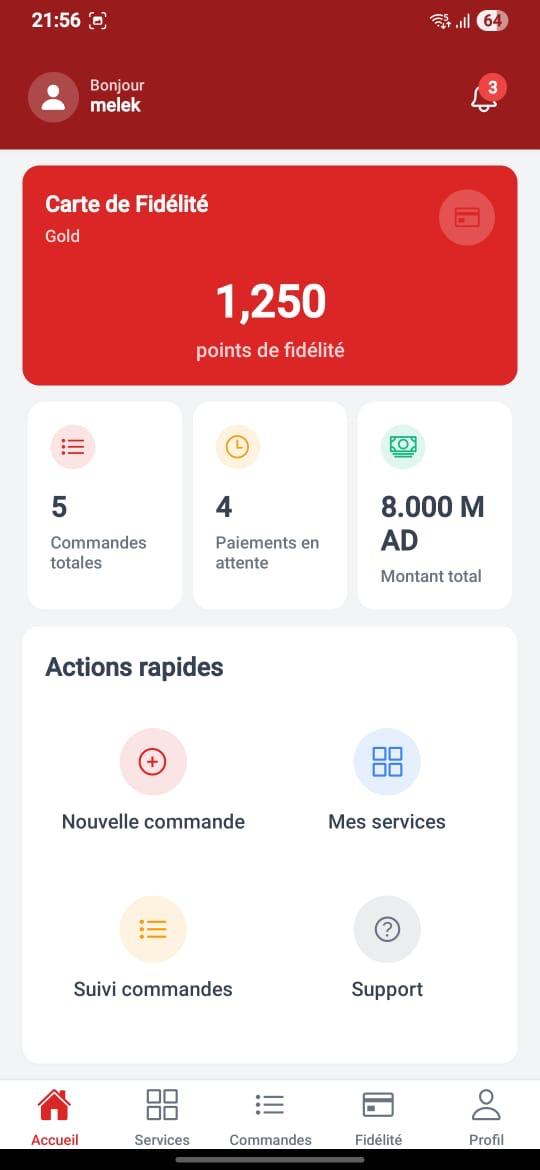 21:56
64
Bonjour
melek
3
Carte de Fidélité
Gold
1,250
points de fidélité
5
Commandes
totales
4
Paiements en
attente
8.000 M
AD
Montant total
Actions rapides
Nouvelle commande
Mes services
Suivi commandes
Support
Accueil
Services
Commandes
Fidélité
Profil